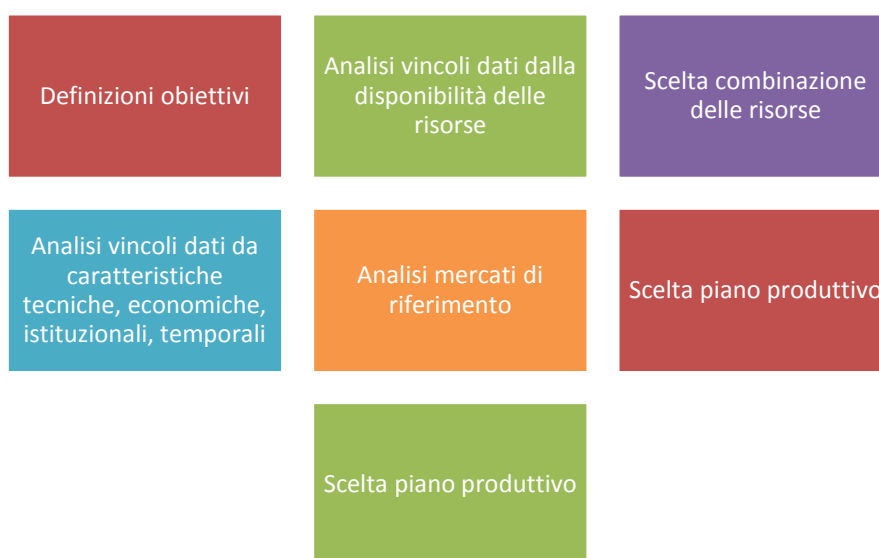 Definizioni obiettivi
Analisi vincoli dati dalla
disponibilità delle
risorse
Scelta combinazione
delle risorse
Analisi vincoli dati da
caratteristiche
tecniche, economiche,
istituzionali, temporali
Analisi mercati di
riferimento
Scelta piano produttivo
Scelta piano produttivo